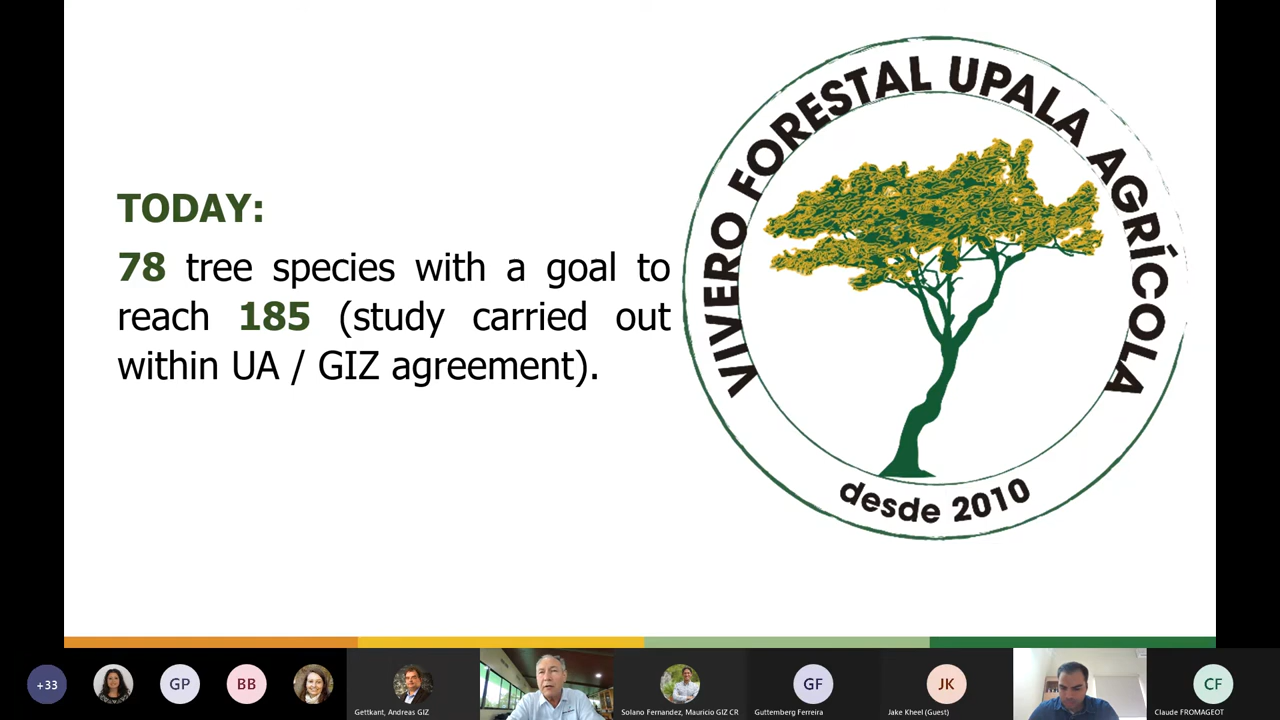 TODAY:
78 tree species with a goal to
reach 185 (study carried out
within UA / GIZ agreement).
VIVERO FORESTAL UPALA AGRÍCOLA
desde 2010
+33
GP
BB
Gettkant, Andreas GIZ
Solano Fernandez, Mauricio GIZ CR
GF
Guttemberg Ferreira
JK
Jake Kheel (Guest)
CF
Claude FROMAGEOT